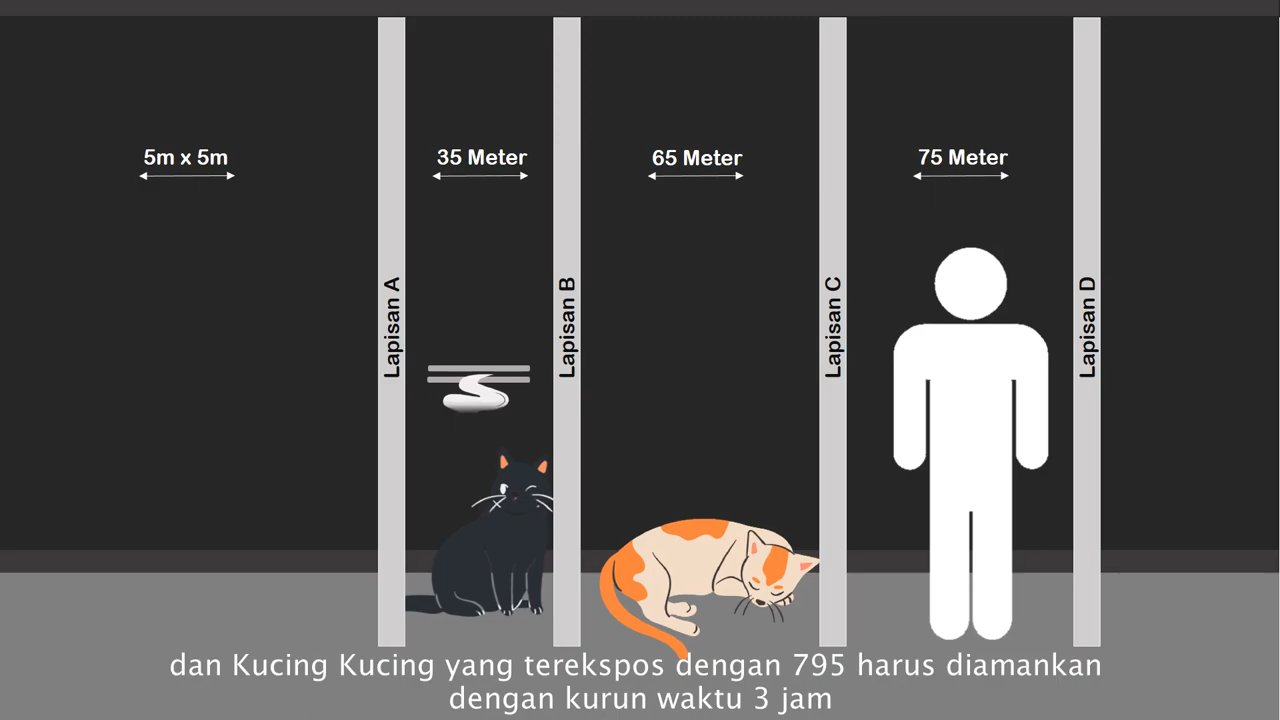 5m x 5m
35 Meter
65 Meter
75 Meter
Lapisan A
Lapisan B
Lapisan C
Lapisan D
dan Kucing Kucing yang terekspos dengan 795 harus diamankan
dengan kurun waktu 3 jam